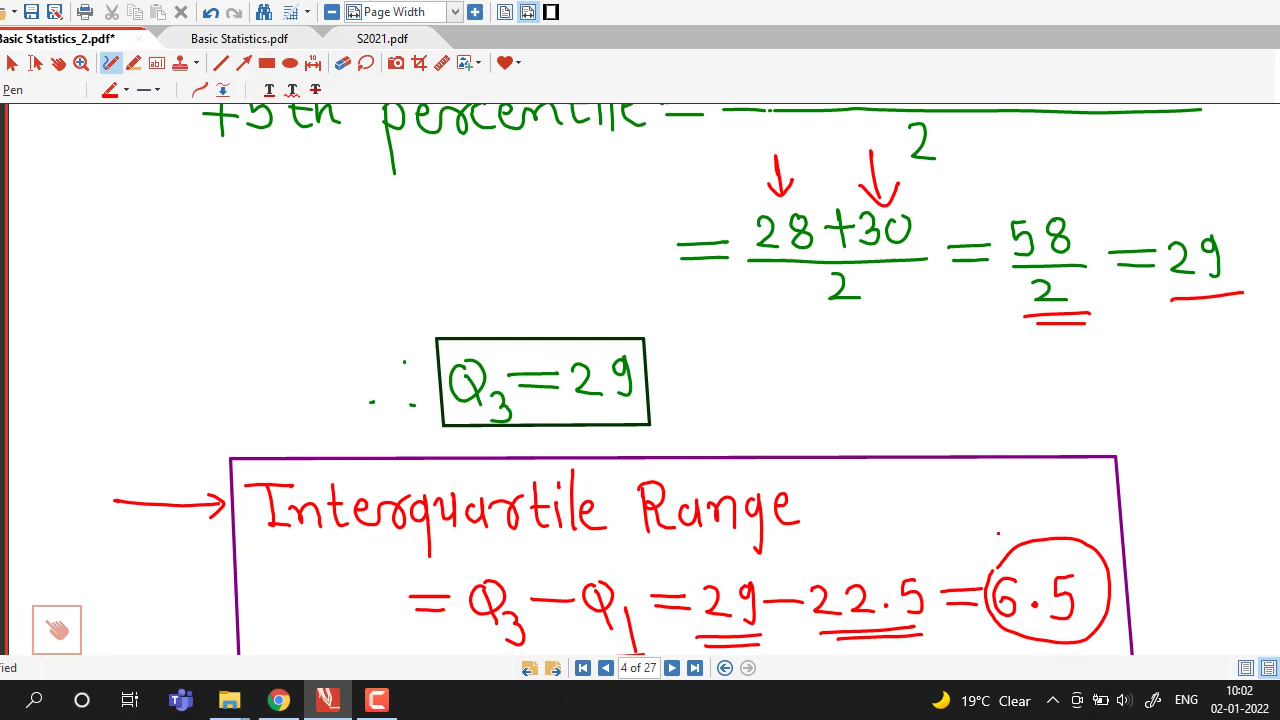 Page Width
Basic Statistics_2.pdf*
Basic Statistics.pdf
S2021.pdf
10
Pen
75th percentile =
2
= 28+30 = 58 = 29
2 2
∴ Q3 = 29
Interquartile Range
= Q3 - Q1 = 29 - 22.5 = 6.5
fied
4 of 27
19°C Clear
ENG
10:02
02-01-2022